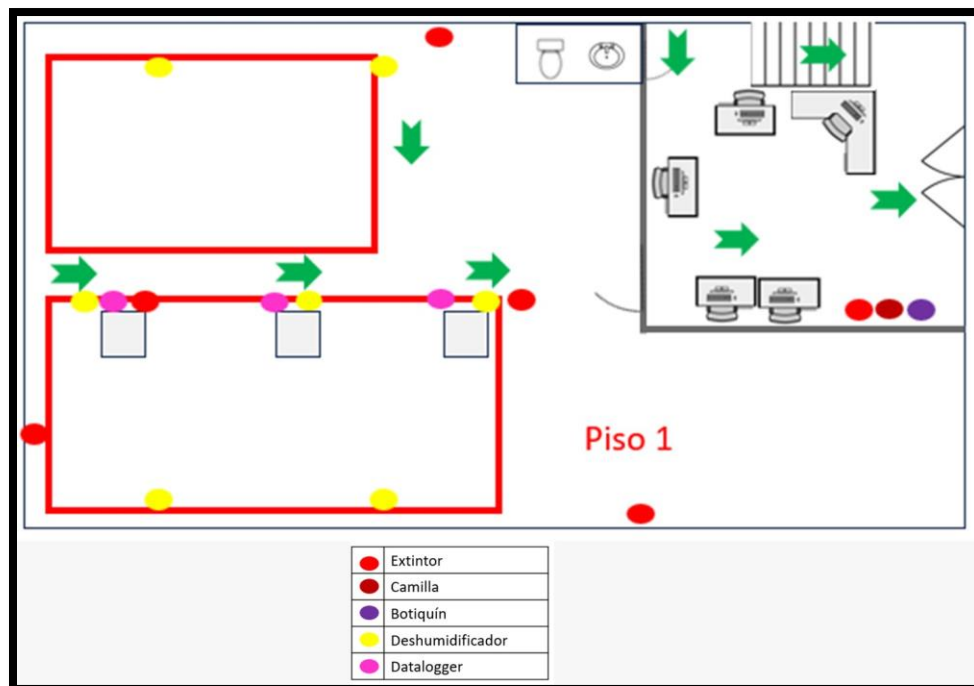 Piso 1
Extintor
Camilla
Botiquín
Deshumidificador
Datalogger